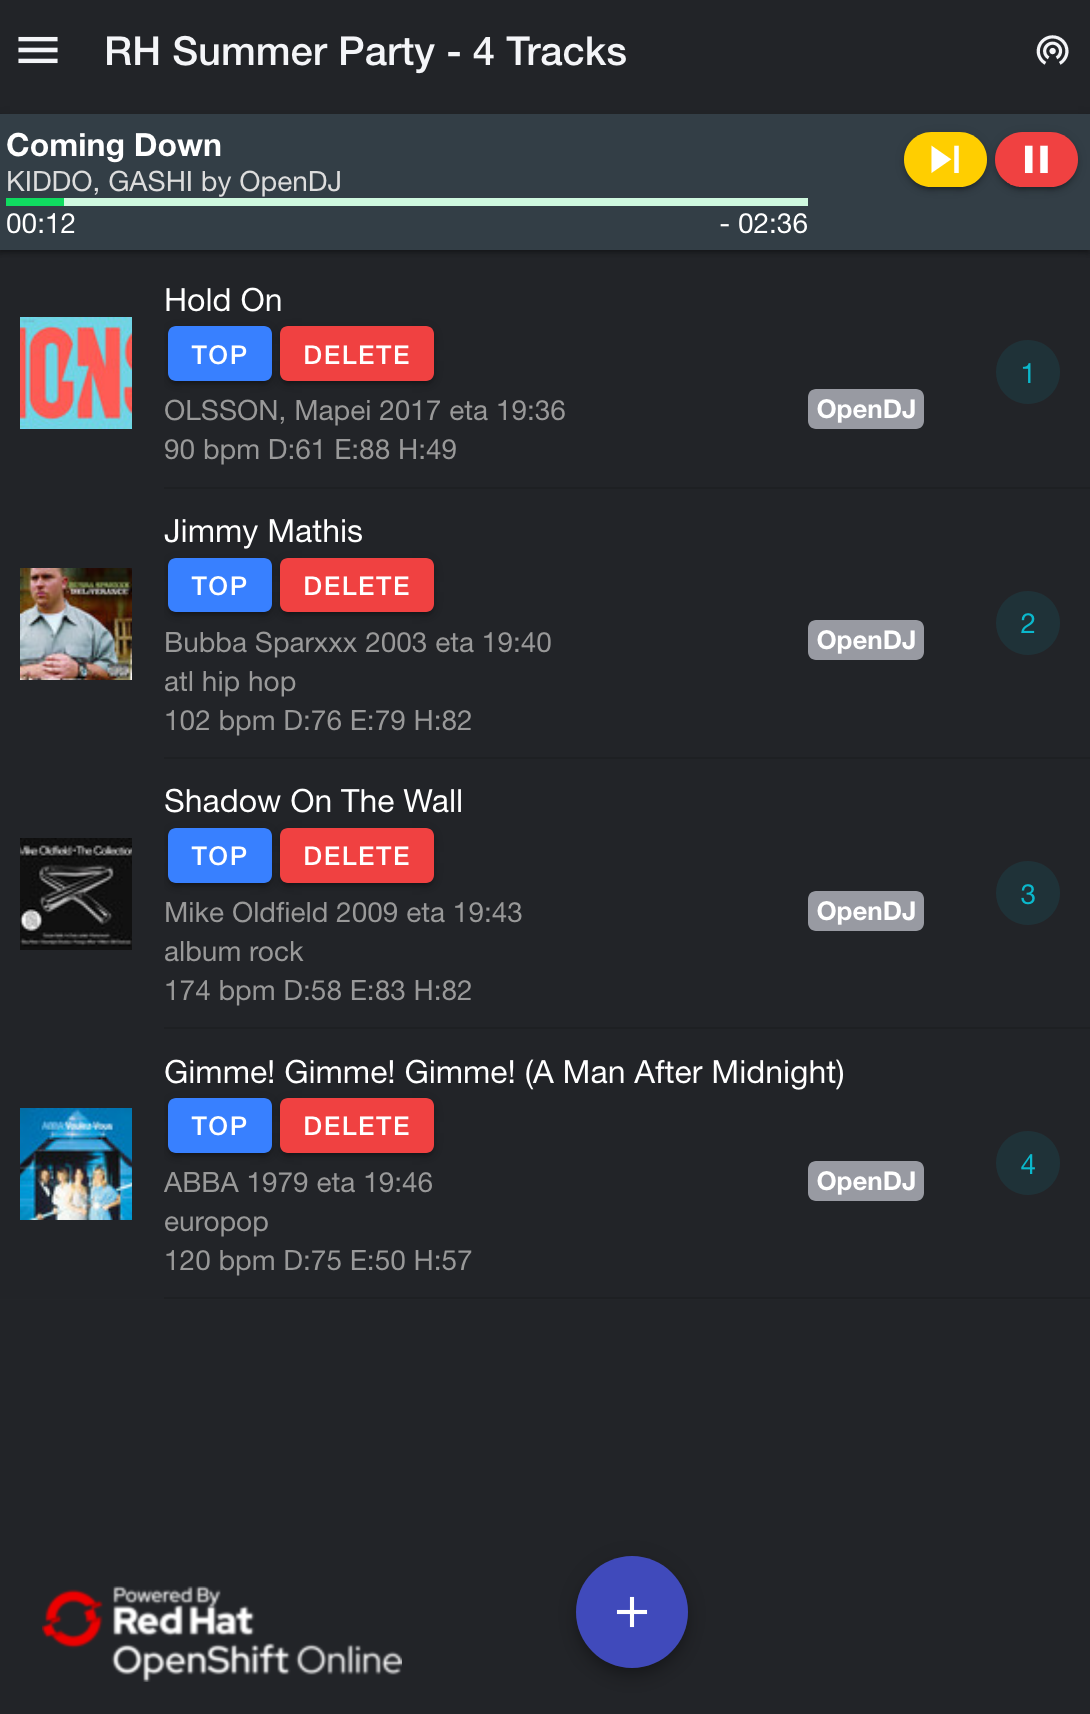 RH Summer Party - 4 Tracks
Coming Down
KIDDO, GASHI by OpenDJ
00:12 - 02:36
Hold On
TOP DELETE
OLSSON, Mapei 2017 eta 19:36
90 bpm D:61 E:88 H:49
OpenDJ
1
IONS
Jimmy Mathis
TOP DELETE
Bubba Sparxxx 2003 eta 19:40
atl hip hop
102 bpm D:76 E:79 H:82
OpenDJ
2
BUBBA SPARXXX
DELIVERANCE
Shadow On The Wall
TOP DELETE
Mike Oldfield 2009 eta 19:43
album rock
174 bpm D:58 E:83 H:82
OpenDJ
3
Mike Oldfield • The Collection
Gimme! Gimme! Gimme! (A Man After Midnight)
TOP DELETE
ABBA 1979 eta 19:46
europop
120 bpm D:75 E:50 H:57
OpenDJ
4
ABBA Voulez-Vous
Powered By
Red Hat
OpenShift Online
+